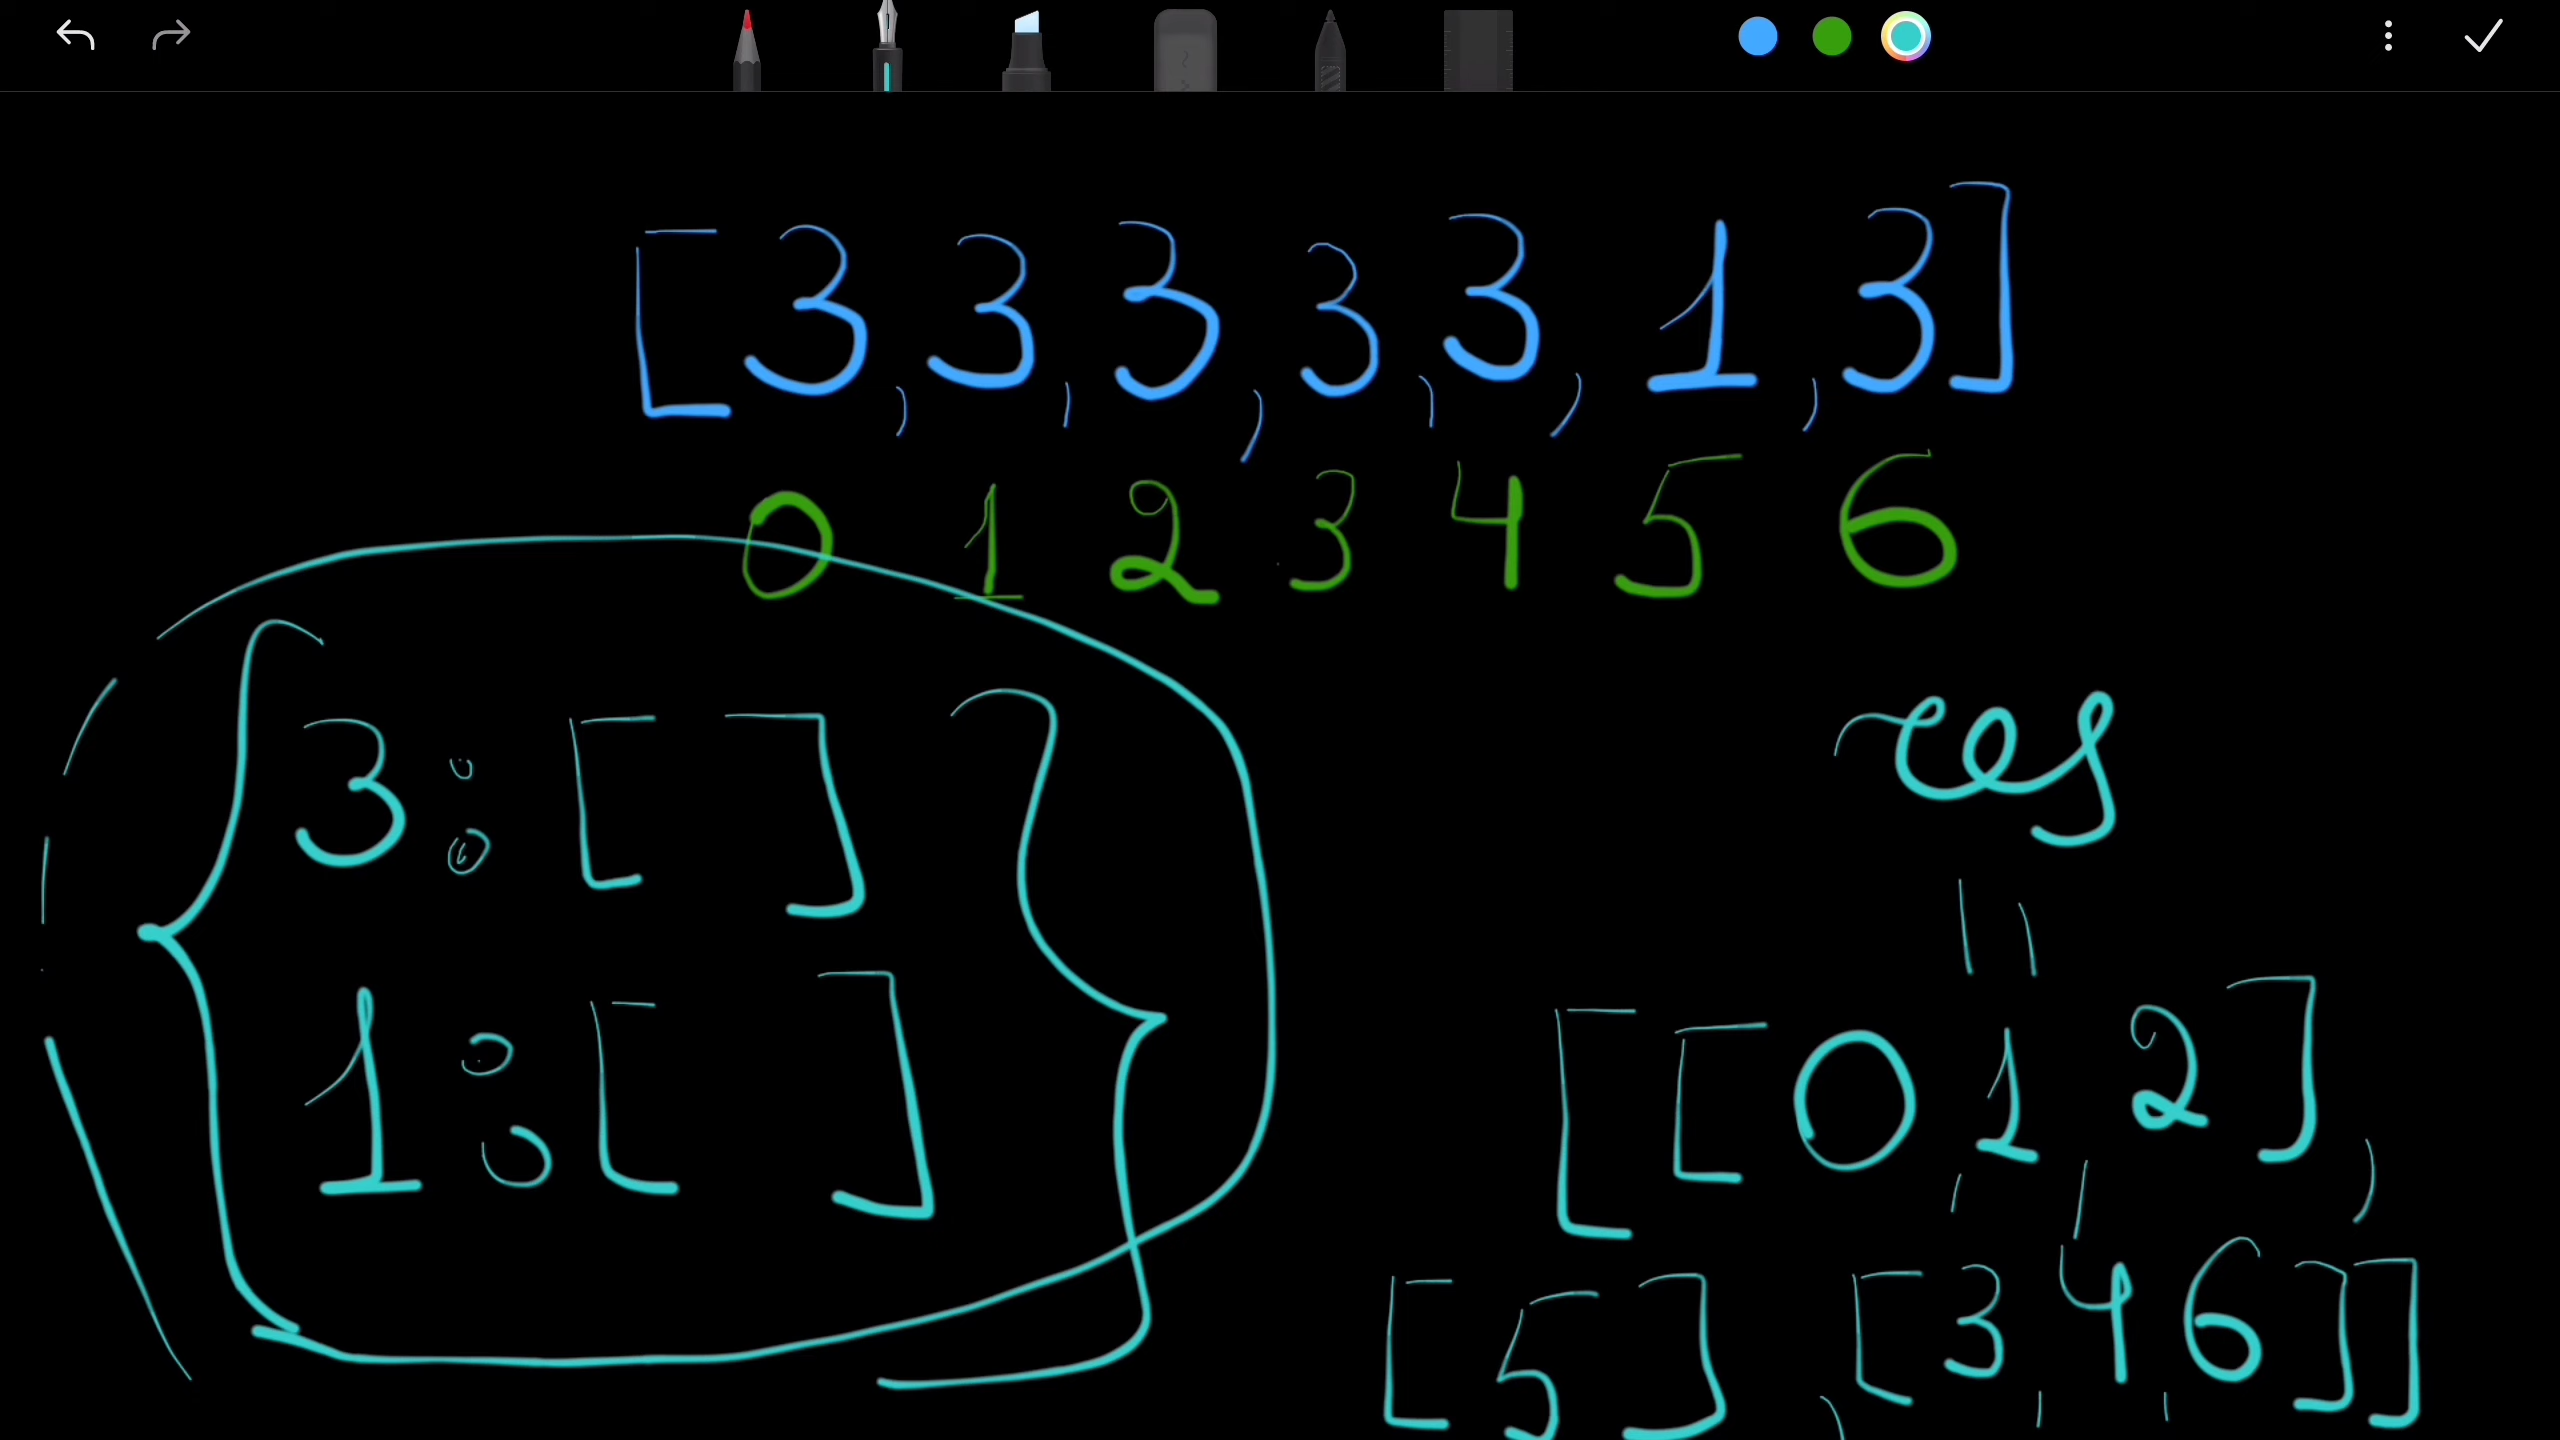 [3, 3, 3, 3, 3, 1, 3]
0 1 2 3 4 5 6
{ 3: [ ] }
1: [ ]
res
=
[[0, 1, 2],
[5], [3, 4, 6]]